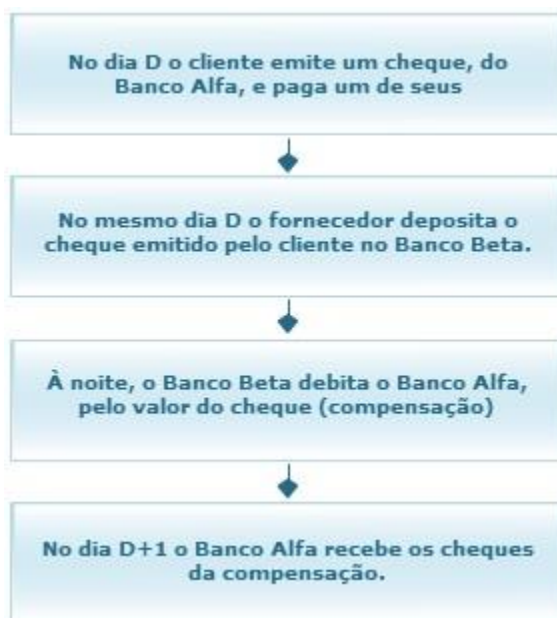 No dia D o cliente emite um cheque, do
Banco Alfa, e paga um de seus
No mesmo dia D o fornecedor deposita o
cheque emitido pelo cliente no Banco Beta.
À noite, o Banco Beta debita o Banco Alfa,
pelo valor do cheque (compensação)
No dia D+1 o Banco Alfa recebe os cheques
da compensação.